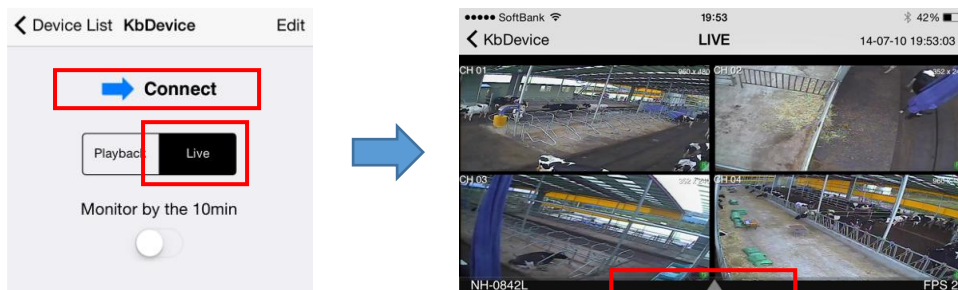 Device List KbDevice Edit
Connect
Playback Live
Monitor by the 10min
SoftBank 19:53 42%
KbDevice LIVE 14-07-10 19:53:03
CH 01 960 x 480 CH 02
CH 03 CH 04
NH-0842L FPS 2